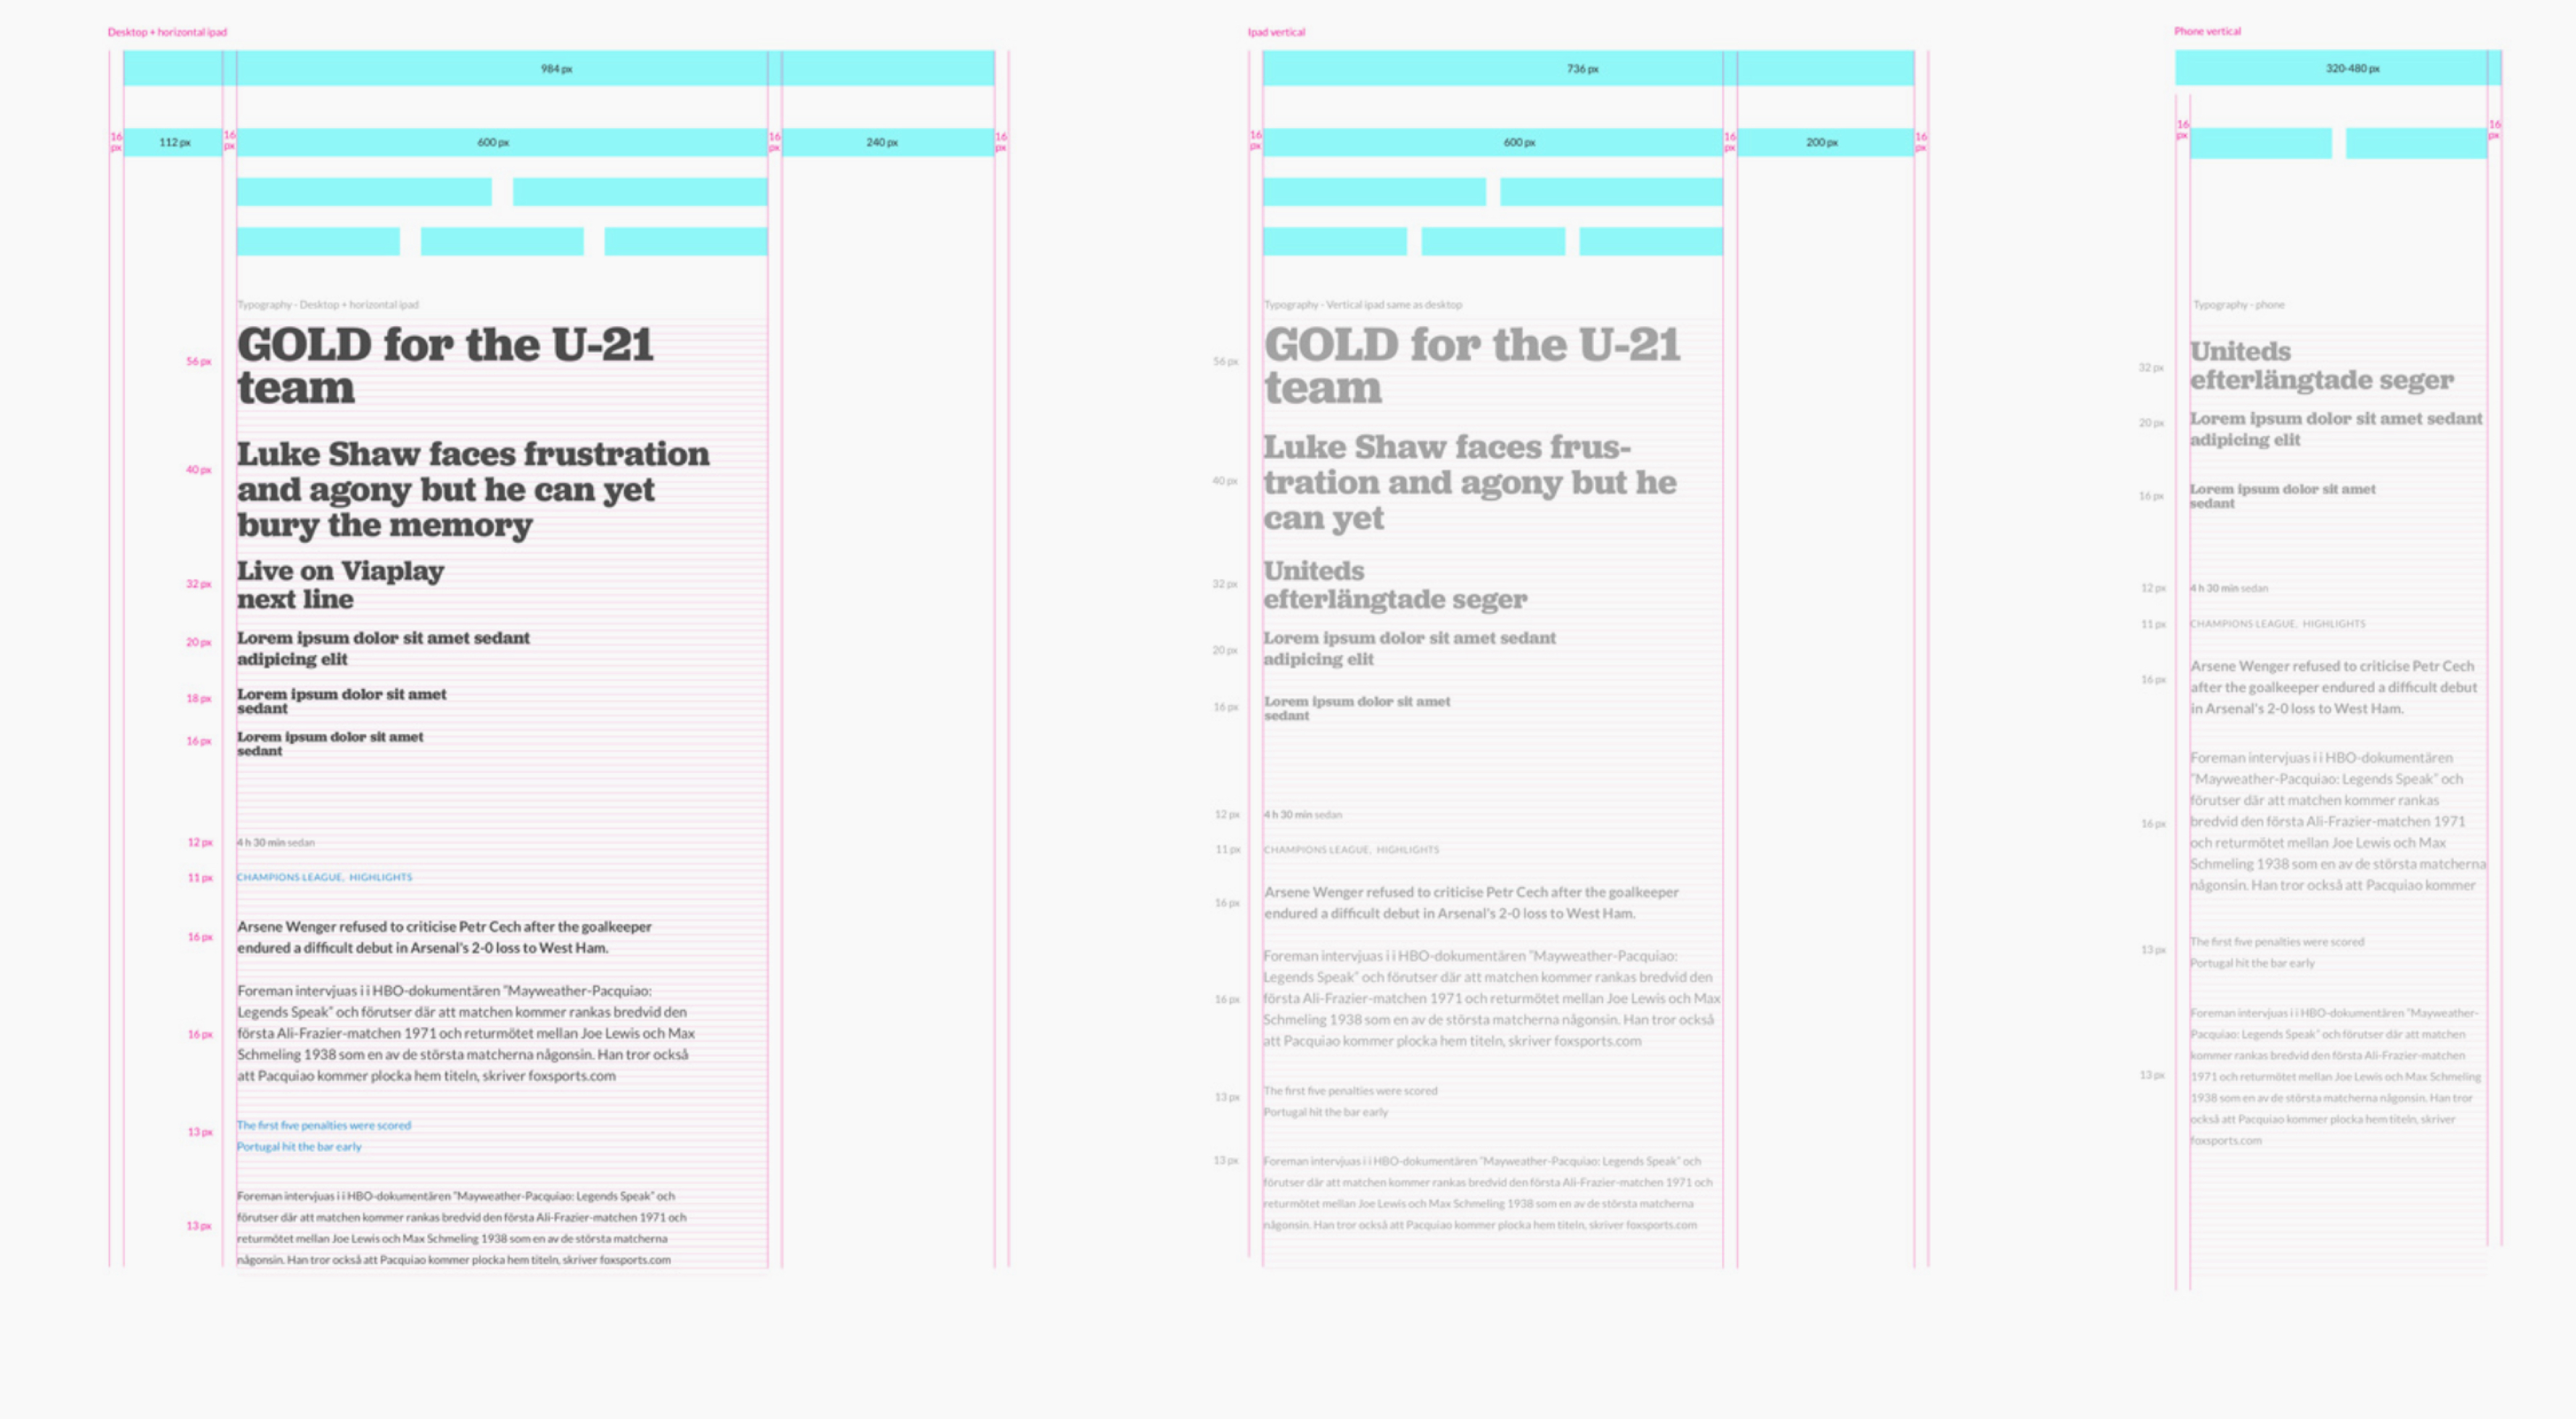 Desktop + horizontal ipad
984 px
16 px
112 px
16 px
600 px
16 px
240 px
16 px
Typography - Desktop + horizontal ipad
56 px
GOLD for the U-21
team
40 px
Luke Shaw faces frustration
and agony but he can yet
bury the memory
32 px
Live on Viaplay
next line
20 px
Lorem ipsum dolor sit amet sedant
adipicing elit
18 px
Lorem ipsum dolor sit amet
sedant
16 px
Lorem ipsum dolor sit amet
sedant
12 px
4 h 30 min sedan
11 px
CHAMPIONS LEAGUE, HIGHLIGHTS
16 px
Arsene Wenger refused to criticise Petr Cech after the goalkeeper
endured a difficult debut in Arsenal's 2-0 loss to West Ham.
16 px
Foreman intervjuas i i HBO-dokumentären "Mayweather-Pacquiao:
Legends Speak" och förutser där att matchen kommer rankas bredvid den
första Ali-Frazier-matchen 1971 och returmötet mellan Joe Lewis och Max
Schmeling 1938 som en av de största matcherna någonsin. Han tror också
att Pacquiao kommer plocka hem titeln, skriver foxsports.com
13 px
The first five penalties were scored
Portugal hit the bar early
13 px
Foreman intervjuas i i HBO-dokumentären "Mayweather-Pacquiao: Legends Speak" och
förutser där att matchen kommer rankas bredvid den första Ali-Frazier-matchen 1971 och
returmötet mellan Joe Lewis och Max Schmeling 1938 som en av de största matcherna
någonsin. Han tror också att Pacquiao kommer plocka hem titeln, skriver foxsports.com
Ipad vertical
736 px
16 px
600 px
16 px
200 px
16 px
Typography - Vertical ipad same as desktop
56 px
GOLD for the U-21
team
40 px
Luke Shaw faces frus-
tration and agony but he
can yet
32 px
Uniteds
efterlängtade seger
20 px
Lorem ipsum dolor sit amet sedant
adipicing elit
16 px
Lorem ipsum dolor sit amet
sedant
12 px
4 h 30 min sedan
11 px
CHAMPIONS LEAGUE, HIGHLIGHTS
16 px
Arsene Wenger refused to criticise Petr Cech after the goalkeeper
endured a difficult debut in Arsenal's 2-0 loss to West Ham.
16 px
Foreman intervjuas i i HBO-dokumentären "Mayweather-Pacquiao:
Legends Speak" och förutser där att matchen kommer rankas bredvid den
första Ali-Frazier-matchen 1971 och returmötet mellan Joe Lewis och Max
Schmeling 1938 som en av de största matcherna någonsin. Han tror också
att Pacquiao kommer plocka hem titeln, skriver foxsports.com
13 px
The first five penalties were scored
Portugal hit the bar early
13 px
Foreman intervjuas i i HBO-dokumentären "Mayweather-Pacquiao: Legends Speak" och
förutser där att matchen kommer rankas bredvid den första Ali-Frazier-matchen 1971 och
returmötet mellan Joe Lewis och Max Schmeling 1938 som en av de största matcherna
någonsin. Han tror också att Pacquiao kommer plocka hem titeln, skriver foxsports.com
Phone vertical
320-480 px
16 px
16 px
Typography - phone
32 px
Uniteds
efterlängtade seger
20 px
Lorem ipsum dolor sit amet sedant
adipicing elit
16 px
Lorem ipsum dolor sit amet
sedant
12 px
4 h 30 min sedan
11 px
CHAMPIONS LEAGUE, HIGHLIGHTS
16 px
Arsene Wenger refused to criticise Petr Cech
after the goalkeeper endured a difficult debut
in Arsenal's 2-0 loss to West Ham.
16 px
Foreman intervjuas i i HBO-dokumentären
"Mayweather-Pacquiao: Legends Speak" och
förutser där att matchen kommer rankas
bredvid den första Ali-Frazier-matchen 1971
och returmötet mellan Joe Lewis och Max
Schmeling 1938 som en av de största matcherna
någonsin. Han tror också att Pacquiao kommer
13 px
The first five penalties were scored
Portugal hit the bar early
13 px
Foreman intervjuas i i HBO-dokumentären "Mayweather-
Pacquiao: Legends Speak" och förutser där att matchen
kommer rankas bredvid den första Ali-Frazier-matchen
1971 och returmötet mellan Joe Lewis och Max Schmeling
1938 som en av de största matcherna någonsin. Han tror
också att Pacquiao kommer plocka hem titeln, skriver
foxsports.com